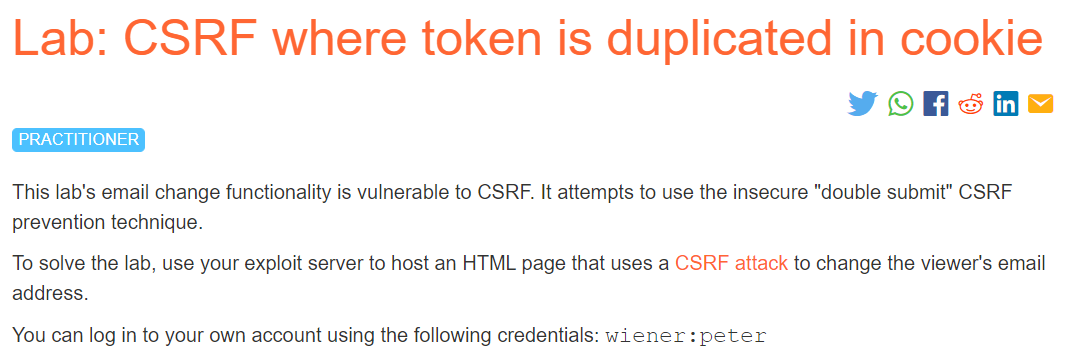 Lab: CSRF where token is duplicated in cookie
PRACTITIONER
This lab's email change functionality is vulnerable to CSRF. It attempts to use the insecure "double submit" CSRF
prevention technique.
To solve the lab, use your exploit server to host an HTML page that uses a CSRF attack to change the viewer's email
address.
You can log in to your own account using the following credentials: wiener:peter